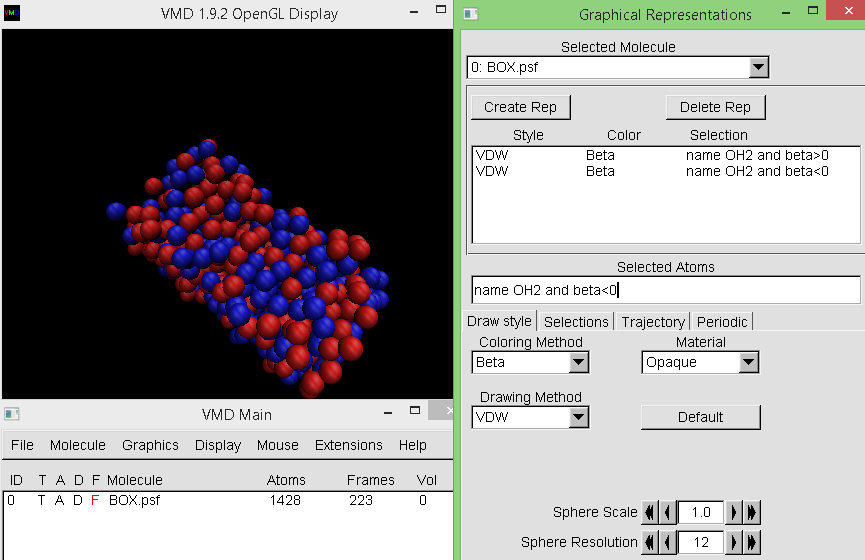 VMD 1.9.2 OpenGL Display
Graphical Representations
Selected Molecule
0: BOX.psf
Create Rep Delete Rep
Style Color Selection
VDW Beta name OH2 and beta>0
VDW Beta name OH2 and beta<0
Selected Atoms
name OH2 and beta<0
Draw style Selections Trajectory Periodic
Coloring Method Material
Beta Opaque
Drawing Method
VDW Default
Sphere Scale 1.0
Sphere Resolution 12
VMD Main
File Molecule Graphics Display Mouse Extensions Help
ID T A D F Molecule Atoms Frames Vol
0 T A D F BOX.psf 1428 223 0